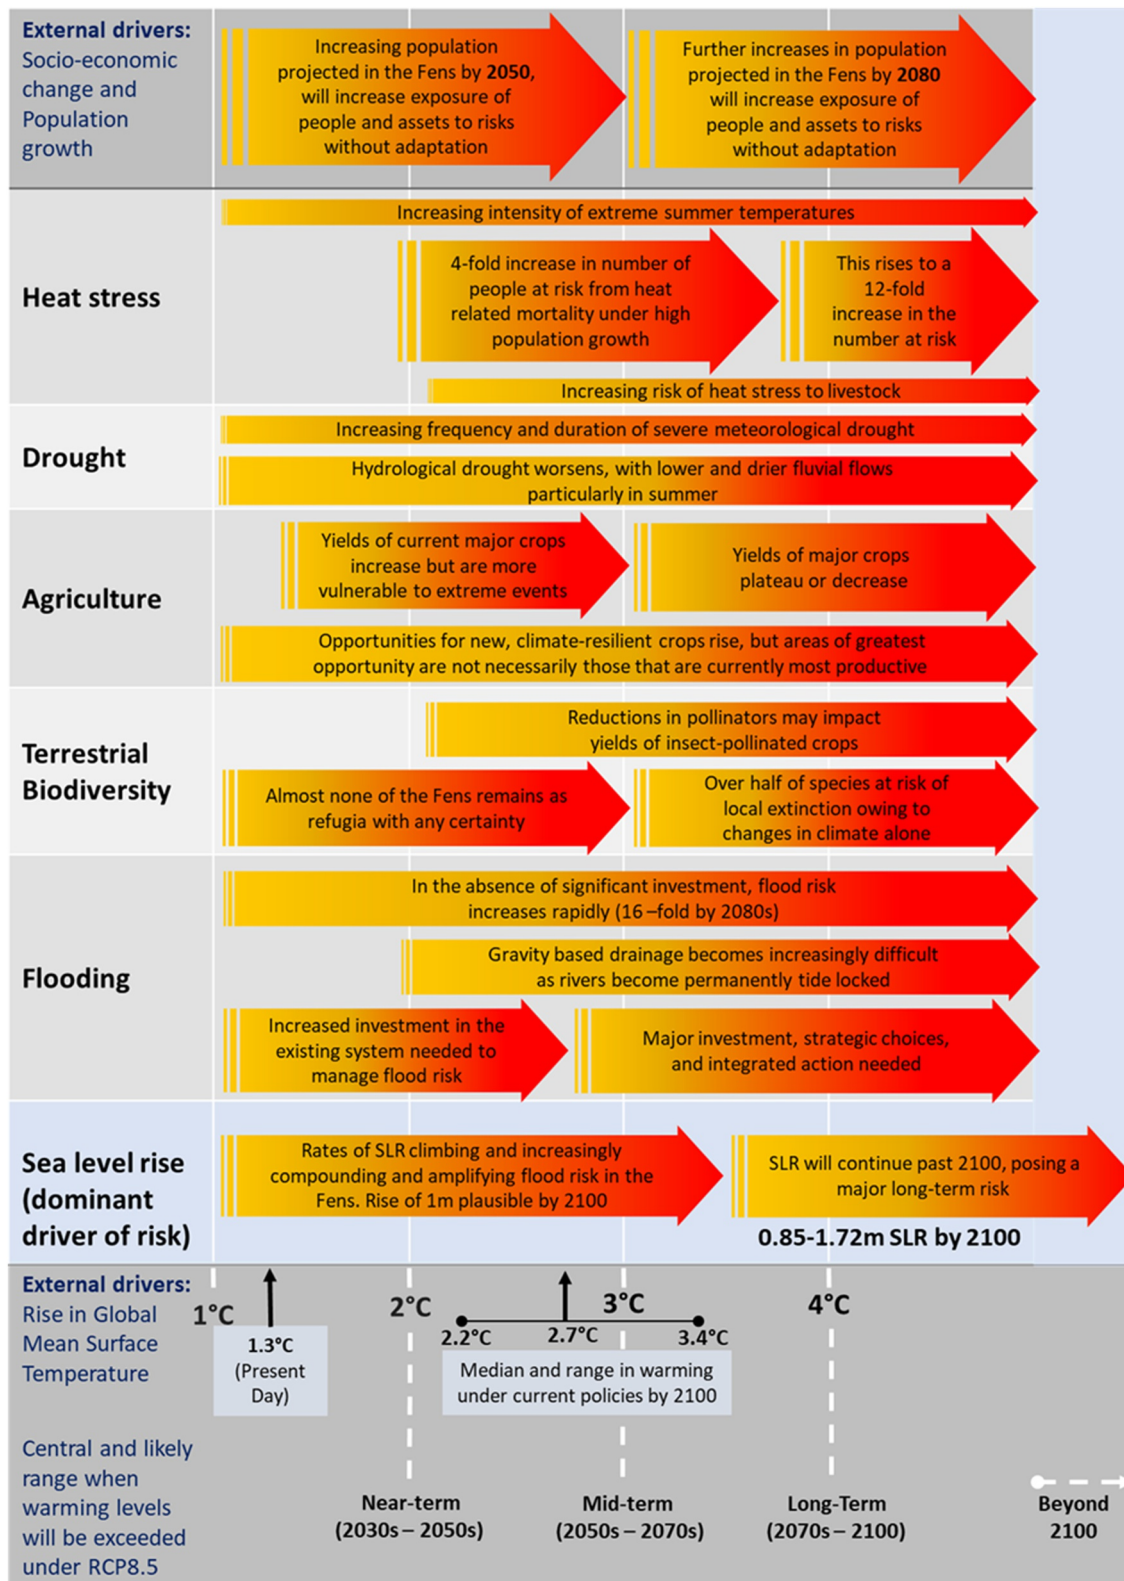 External drivers:
Socio-economic
change and
Population
growth
Increasing population
projected in the Fens by 2050,
will increase exposure of
people and assets to risks
without adaptation
Further increases in population
projected in the Fens by 2080
will increase exposure of
people and assets to risks
without adaptation
Heat stress
Increasing intensity of extreme summer temperatures
4-fold increase in number of
people at risk from heat
related mortality under high
population growth
This rises to a
12-fold
increase in the
number at risk
Increasing risk of heat stress to livestock
Drought
Increasing frequency and duration of severe meteorological drought
Hydrological drought worsens, with lower and drier fluvial flows
particularly in summer
Agriculture
Yields of current major crops
increase but are more
vulnerable to extreme events
Yields of major crops
plateau or decrease
Opportunities for new, climate-resilient crops rise, but areas of greatest
opportunity are not necessarily those that are currently most productive
Terrestrial
Biodiversity
Reductions in pollinators may impact
yields of insect-pollinated crops
Almost none of the Fens remains as
refugia with any certainty
Over half of species at risk of
local extinction owing to
changes in climate alone
Flooding
In the absence of significant investment, flood risk
increases rapidly (16 –fold by 2080s)
Gravity based drainage becomes increasingly difficult
as rivers become permanently tide locked
Increased investment in the
existing system needed to
manage flood risk
Major investment, strategic choices,
and integrated action needed
Sea level rise
(dominant
driver of risk)
Rates of SLR climbing and increasingly
compounding and amplifying flood risk in the
Fens. Rise of 1m plausible by 2100
SLR will continue past 2100, posing a
major long-term risk
0.85-1.72m SLR by 2100
External drivers:
Rise in Global
Mean Surface
Temperature
1°C
2°C
3°C
4°C
1.3°C
(Present
Day)
2.2°C
2.7°C
3.4°C
Median and range in warming
under current policies by 2100
Central and likely
range when
warming levels
will be exceeded
under RCP8.5
Near-term
(2030s – 2050s)
Mid-term
(2050s – 2070s)
Long-Term
(2070s – 2100)
Beyond
2100